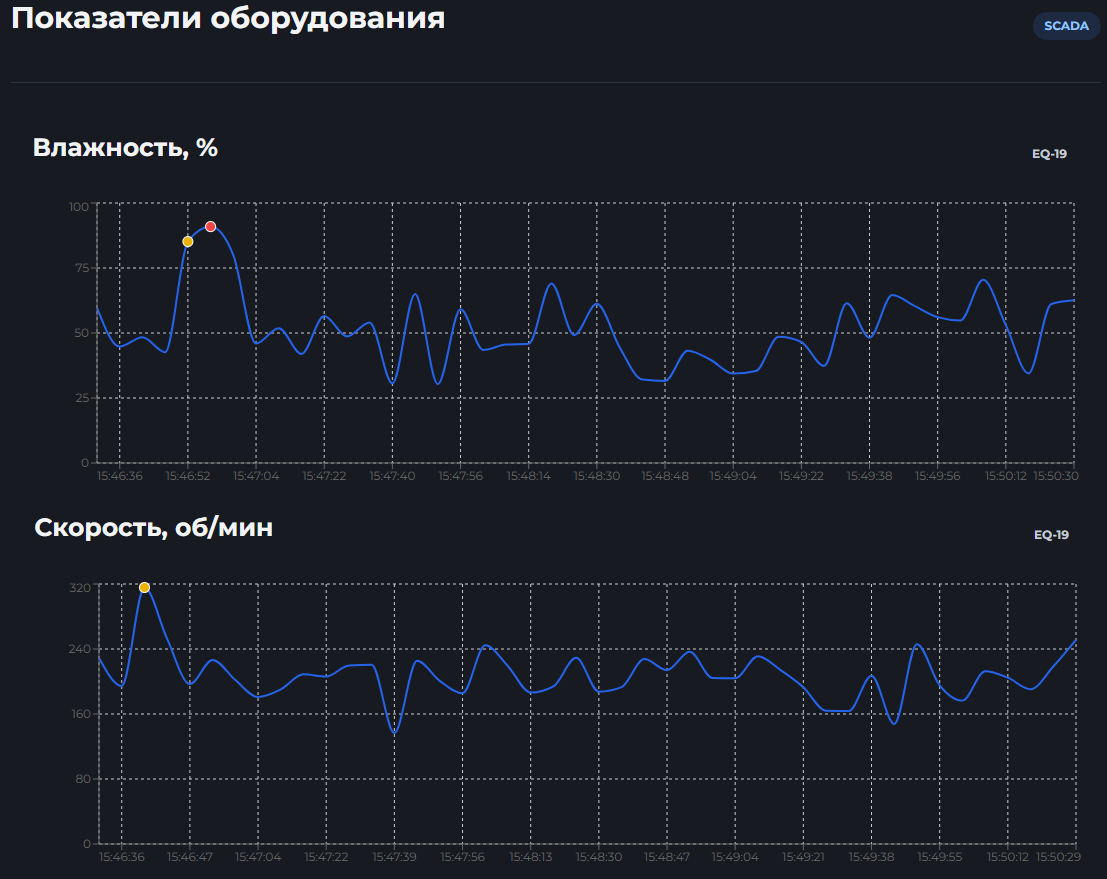 Показатели оборудования
SCADA
Влажность, %
EQ-19
100
75
50
25
0
15:46:36 15:46:52 15:47:04 15:47:22 15:47:40 15:47:56 15:48:14 15:48:30 15:48:48 15:49:04 15:49:22 15:49:38 15:49:56 15:50:12 15:50:30
Скорость, об/мин
EQ-19
320
240
160
80
0
15:46:36 15:46:47 15:47:04 15:47:22 15:47:39 15:47:56 15:48:13 15:48:30 15:48:47 15:49:04 15:49:21 15:49:38 15:49:55 15:50:12 15:50:29